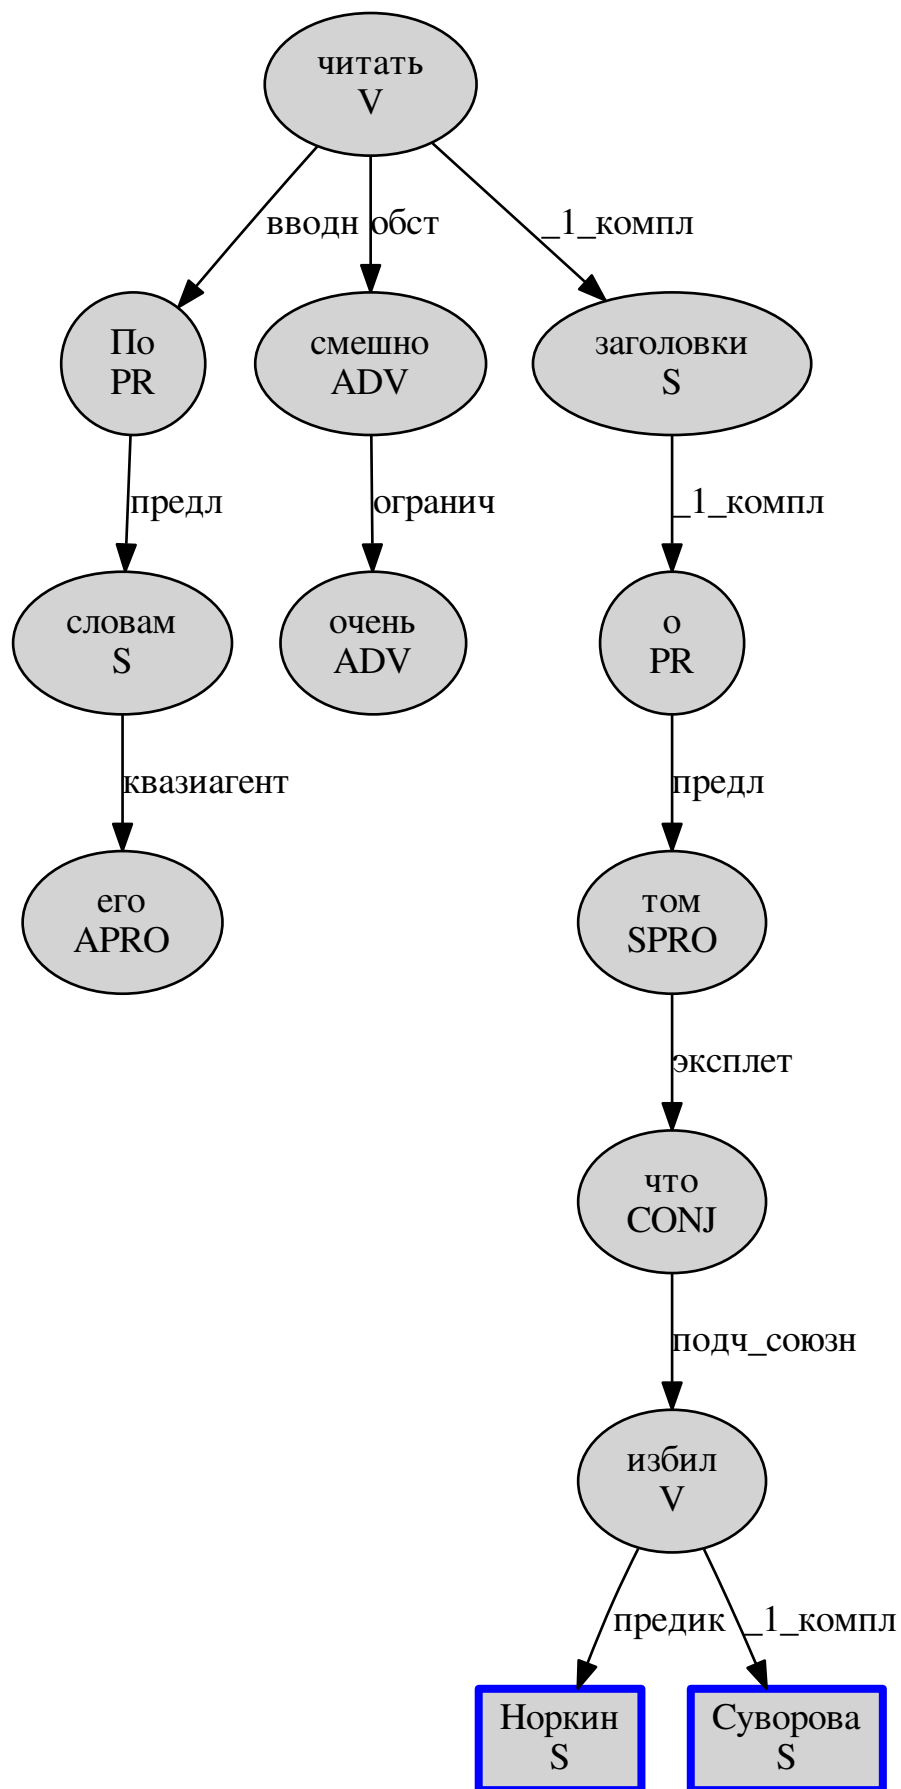 читать
V
вводн
обст
_1_компл
По
PR
смешно
ADV
заголовки
S
предл
огранич
_1_компл
словам
S
очень
ADV
о
PR
квазиагент
предл
его
APRO
том
SPRO
эксплет
что
CONJ
подч_союзн
избил
V
предик
_1_компл
Норкин
S
Суворова
S